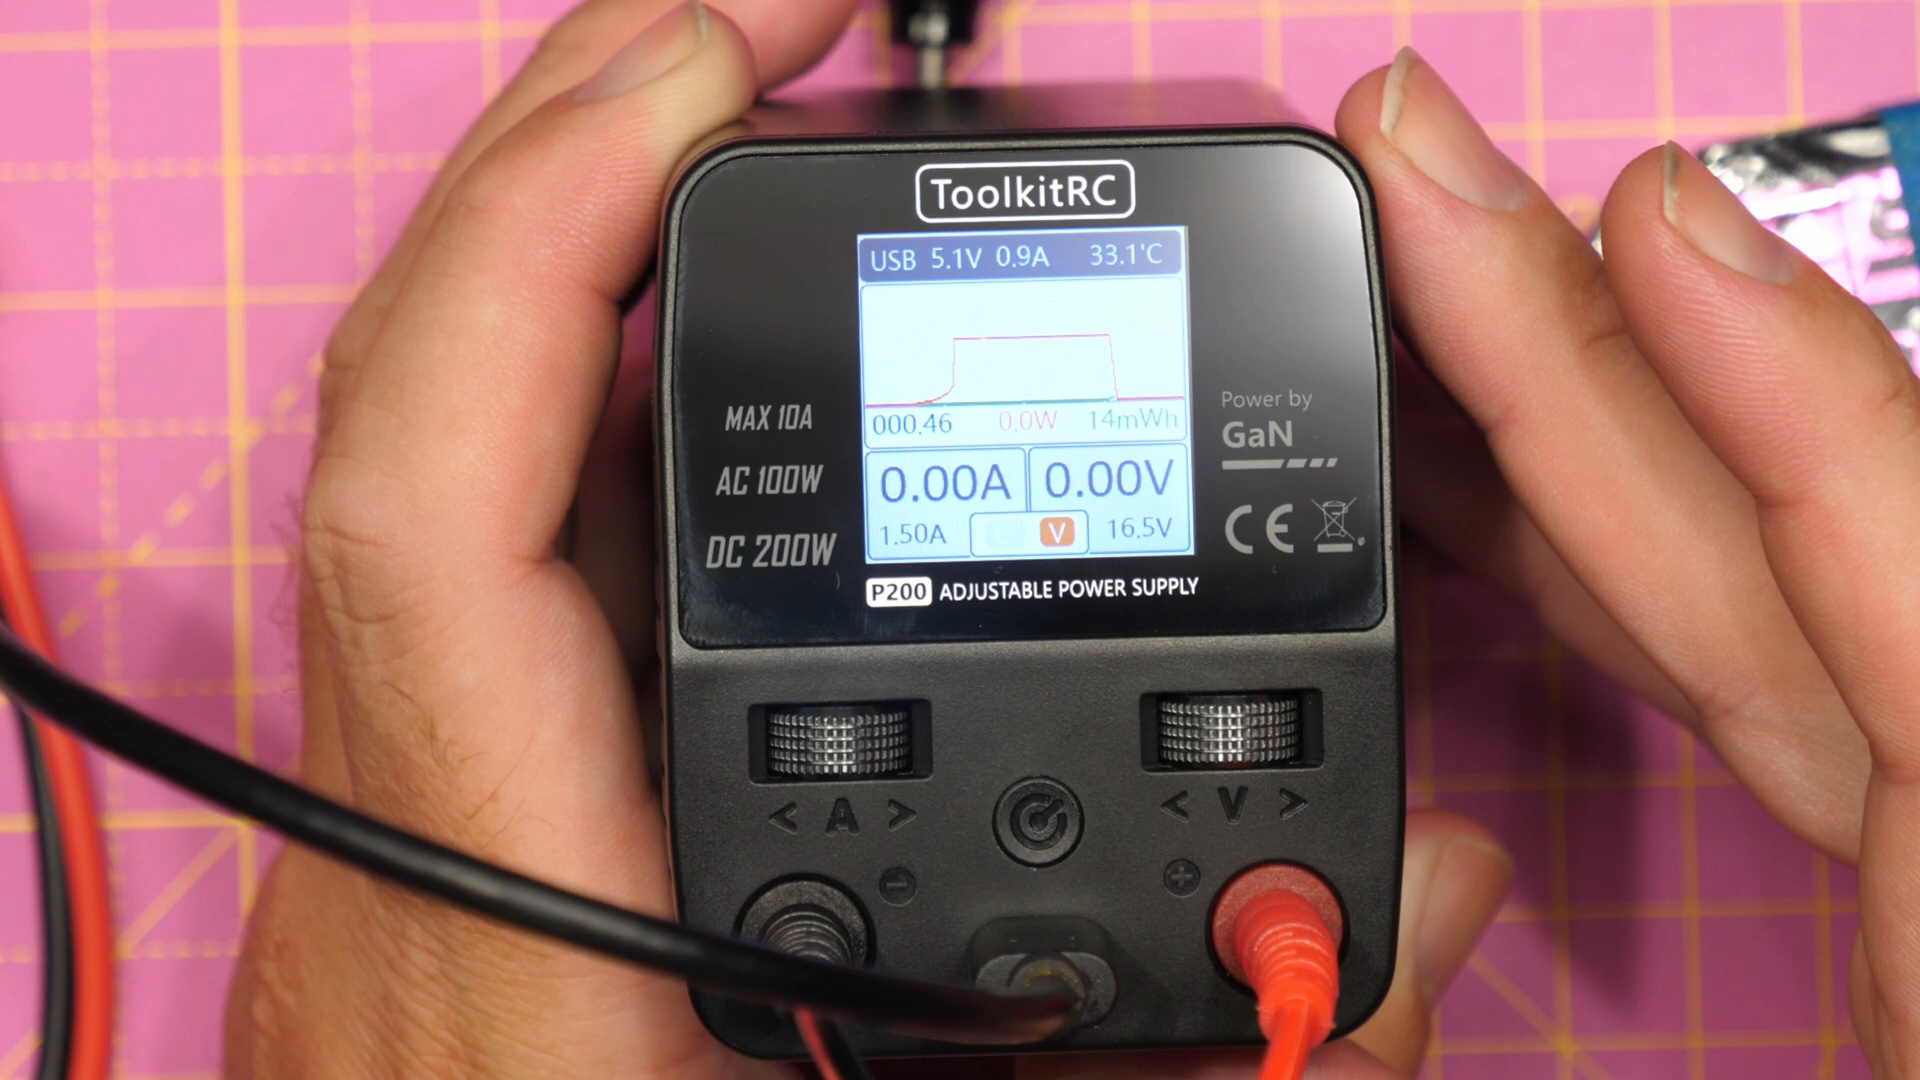 ToolkitRC
USB 5.1V 0.9A 33.1'C
000.46 0.0W 14mWh
0.00A 0.00V
1.50A V 16.5V
MAX 10A
AC 100W
DC 200W
Power by
GaN
CE
P200 ADJUSTABLE POWER SUPPLY
< A > < V >
- +